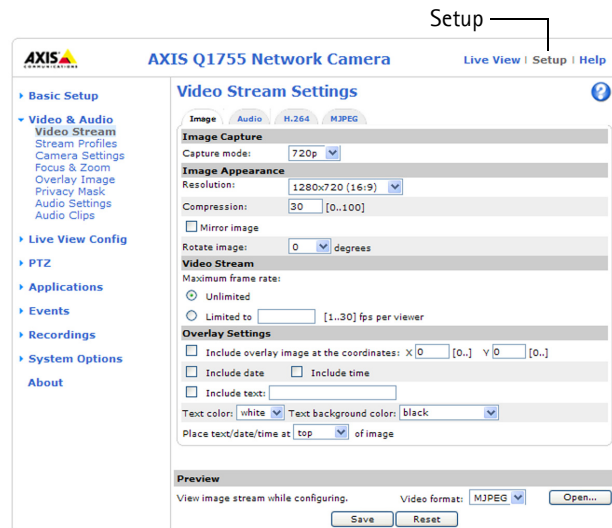 Setup
AXIS
COMMUNICATIONS
AXIS Q1755 Network Camera
Live View | Setup | Help
Basic Setup
Video & Audio
Video Stream
Stream Profiles
Camera Settings
Focus & Zoom
Overlay Image
Privacy Mask
Audio Settings
Audio Clips
Live View Config
PTZ
Applications
Events
Recordings
System Options
About
Video Stream Settings
?
Image Audio H.264 MJPEG
Image Capture
Capture mode: 720p
Image Appearance
Resolution: 1280x720 (16:9)
Compression: 30 [0..100]
Mirror image
Rotate image: 0 degrees
Video Stream
Maximum frame rate:
Unlimited
Limited to [1..30] fps per viewer
Overlay Settings
Include overlay image at the coordinates: X 0 [0..] Y 0 [0..]
Include date Include time
Include text:
Text color: white Text background color: black
Place text/date/time at top of image
Preview
View image stream while configuring. Video format: MJPEG Open...
Save Reset